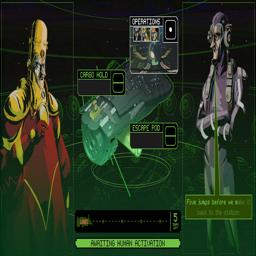 OPERATIONS
CARGO HOLD
ESCAPE POD
5
Five jumps before we make it
back to the station.
AWAITING HUMAN ACTIVATION